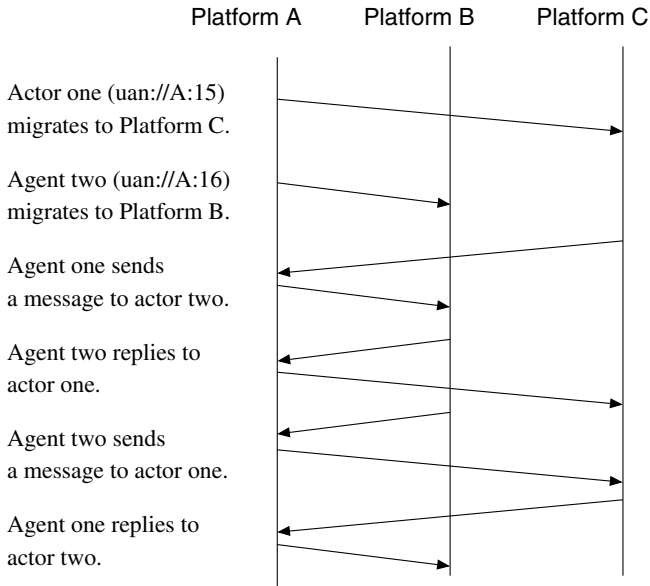 Platform A Platform B Platform C
Actor one (uan://A:15)
migrates to Platform C.
Agent two (uan://A:16)
migrates to Platform B.
Agent one sends
a message to actor two.
Agent two replies to
actor one.
Agent two sends
a message to actor one.
Agent one replies to
actor two.